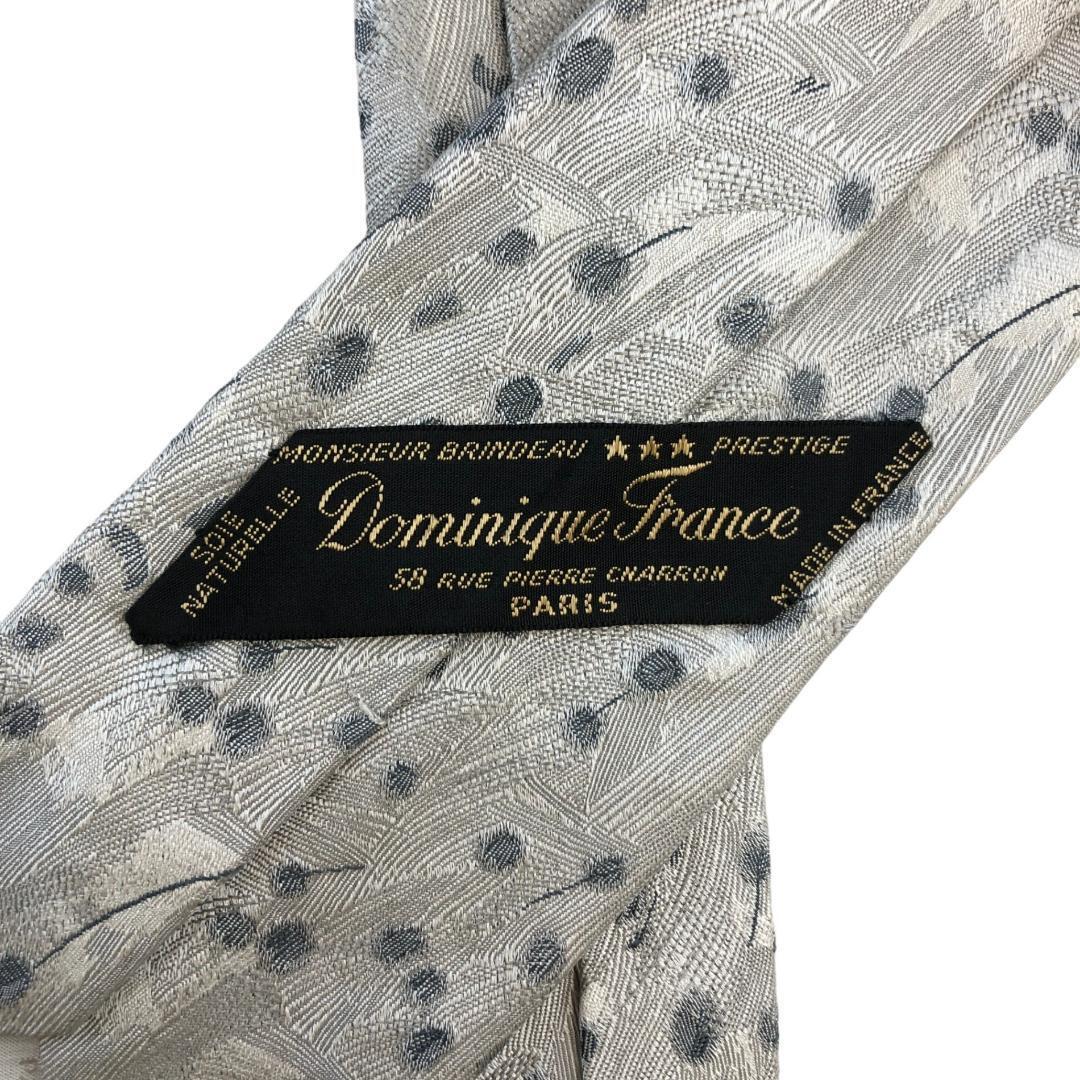 MONSIEUR BRINDEAU ★★★ PRESTIGE
SOIE
NATURELLE
Dominique France
58 RUE PIERRE CHARRON
PARIS
MADE IN FRANCE